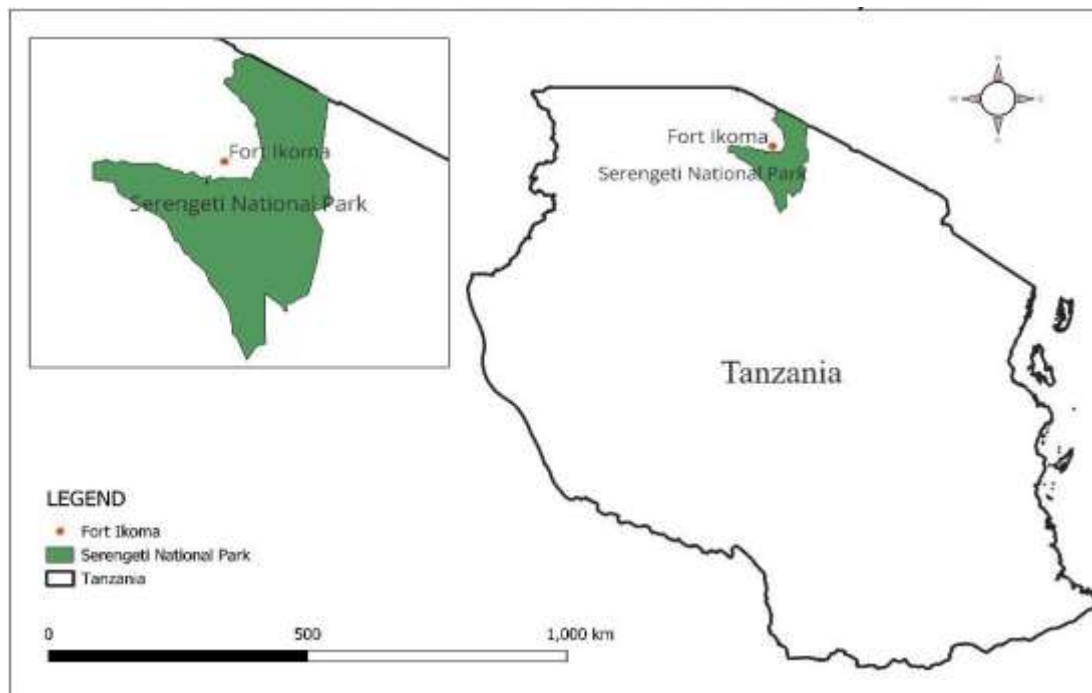 Fort Ikoma
Serengeti National Park
Fort Ikoma
Serengeti National Park
Tanzania
LEGEND
Fort Ikoma
Serengeti National Park
Tanzania
0 500 1,000 km